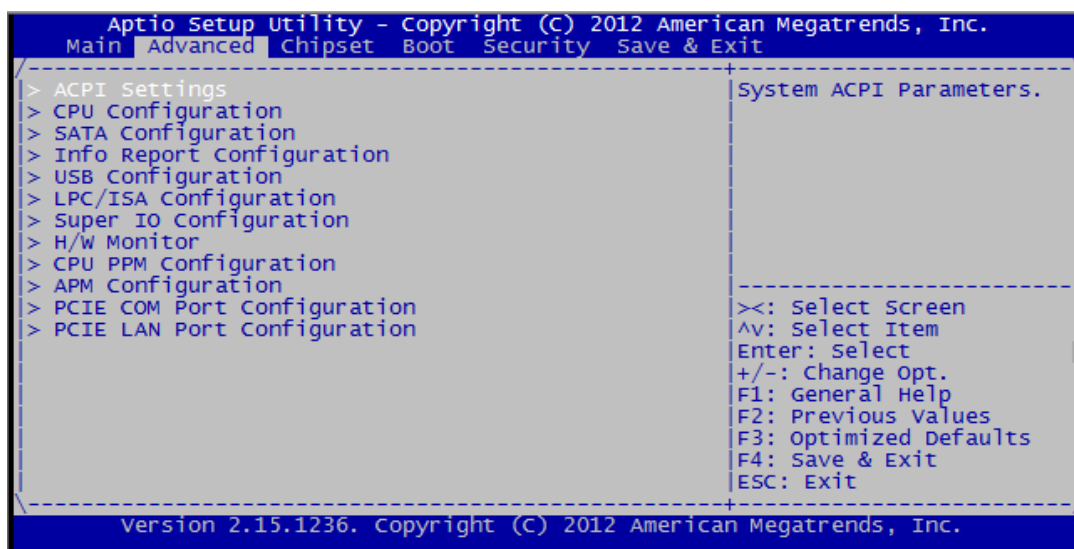 Aptio Setup Utility - Copyright (C) 2012 American Megatrends, Inc.
Main Advanced Chipset Boot Security Save & Exit
> ACPI Settings
> CPU Configuration
> SATA Configuration
> Info Report Configuration
> USB Configuration
> LPC/ISA Configuration
> Super IO Configuration
> H/W Monitor
> CPU PPM Configuration
> APM Configuration
> PCIE COM Port Configuration
> PCIE LAN Port Configuration
System ACPI Parameters.
><: Select Screen
^v: Select Item
Enter: Select
+/-: Change Opt.
F1: General Help
F2: Previous Values
F3: Optimized Defaults
F4: Save & Exit
ESC: Exit
Version 2.15.1236. Copyright (C) 2012 American Megatrends, Inc.